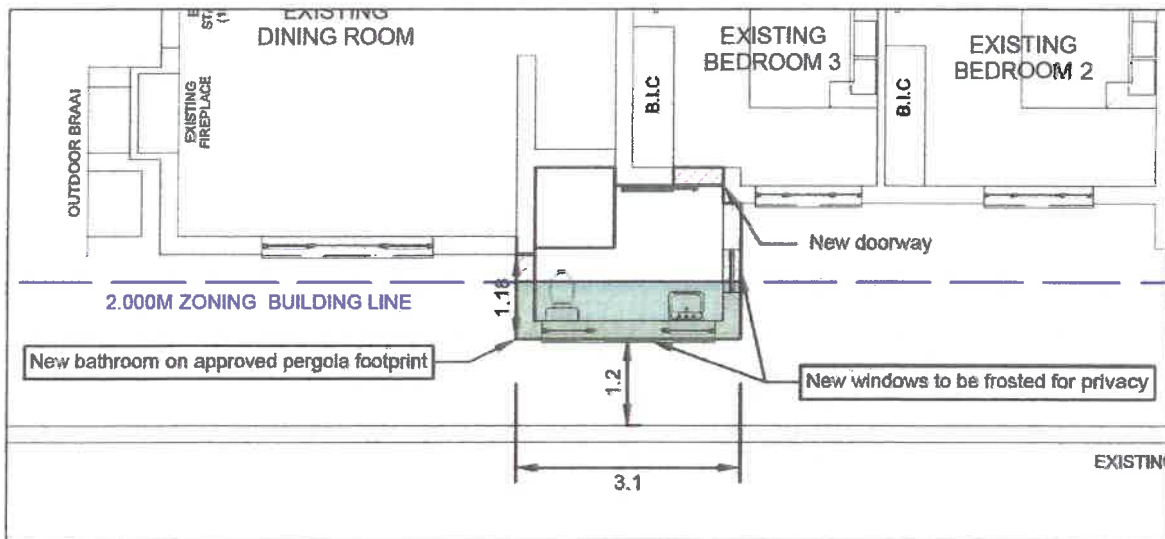 EXISTING
DINING ROOM
EXISTING
BEDROOM 3
EXISTING
BEDROOM 2
B.I.C
B.I.C
OUTDOOR BRAAI
EXISTING
FIREPLACE
New doorway
1.18
2.000M ZONING BUILDING LINE
New bathroom on approved pergola footprint
1.2
New windows to be frosted for privacy
3.1